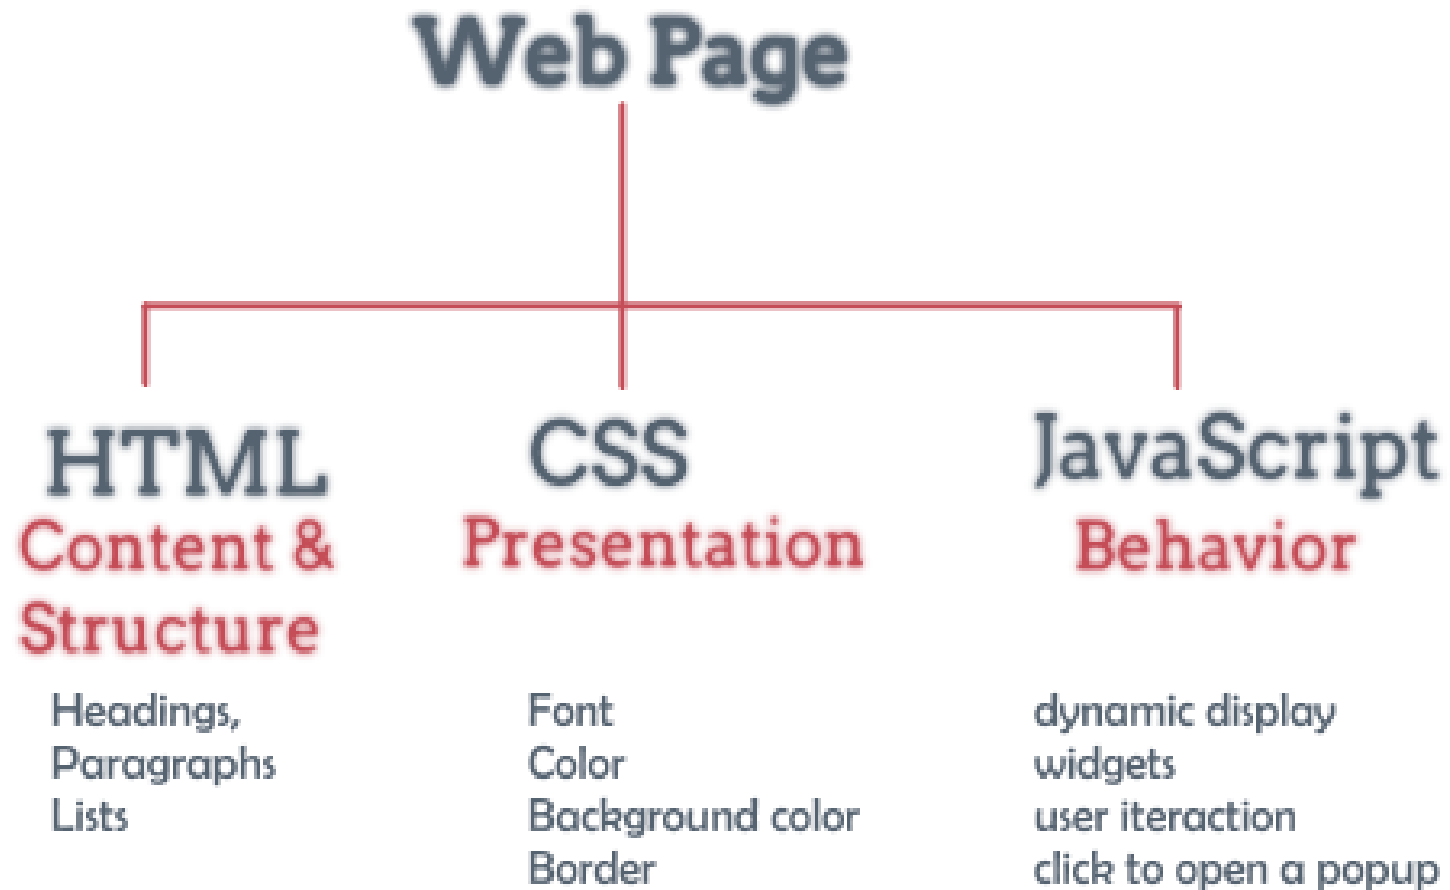 Web Page
HTML
Content &
Structure
Headings,
Paragraphs
Lists
CSS
Presentation
Font
Color
Background color
Border
JavaScript
Behavior
dynamic display
widgets
user iteraction
click to open a popup